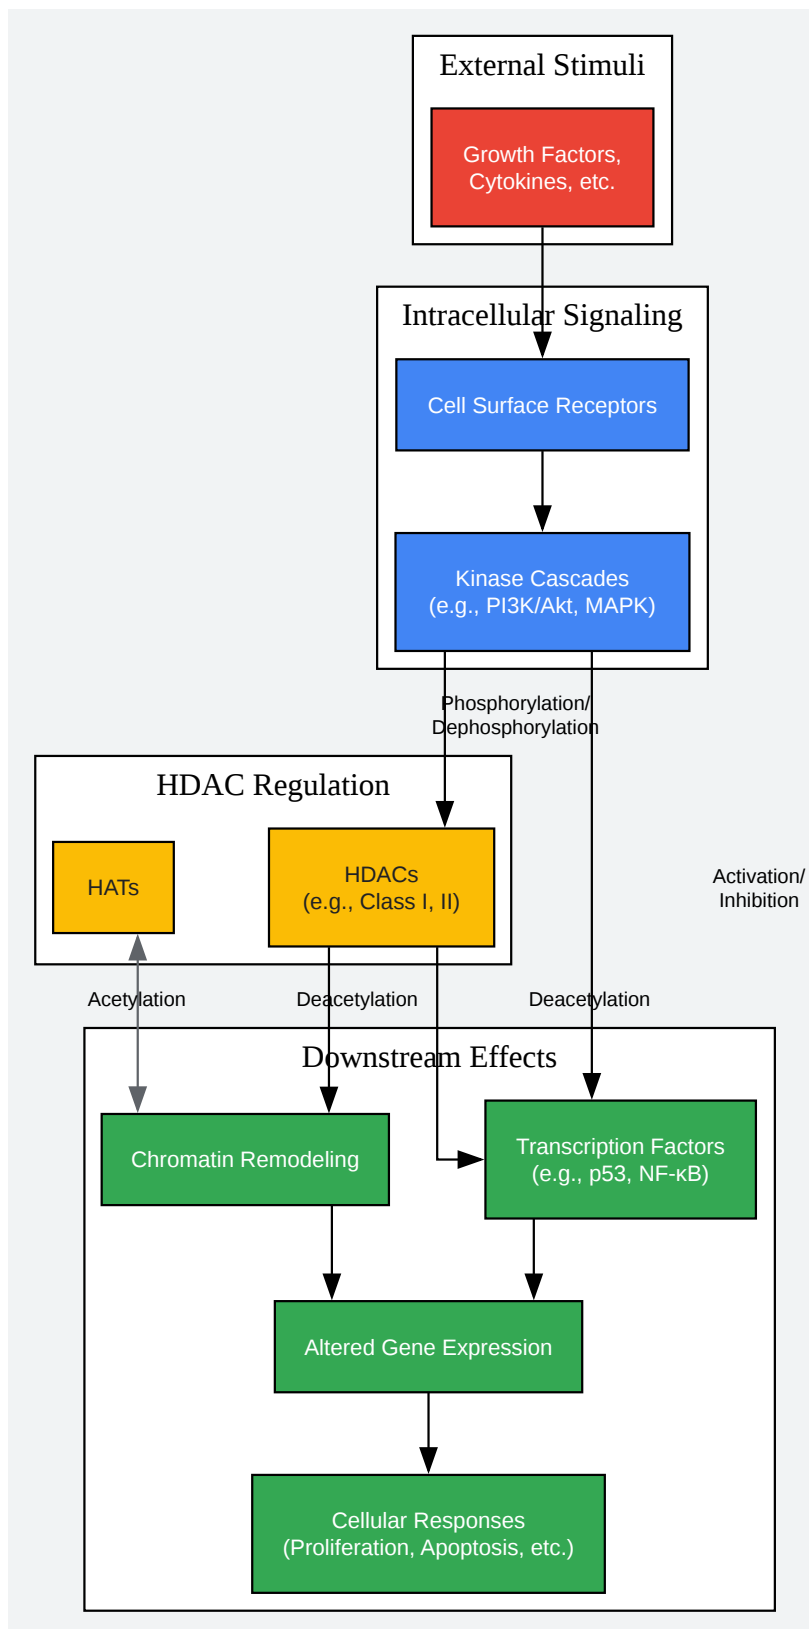 External Stimuli
Growth Factors,
Cytokines, etc.
Intracellular Signaling
Cell Surface Receptors
Kinase Cascades
(e.g., PI3K/Akt, MAPK)
Phosphorylation/
Dephosphorylation
HDAC Regulation
HATs
HDACs
(e.g., Class I, II)
Activation/
Inhibition
Acetylation
Deacetylation
Deacetylation
Downstream Effects
Chromatin Remodeling
Transcription Factors
(e.g., p53, NF-κB)
Altered Gene Expression
Cellular Responses
(Proliferation, Apoptosis, etc.)